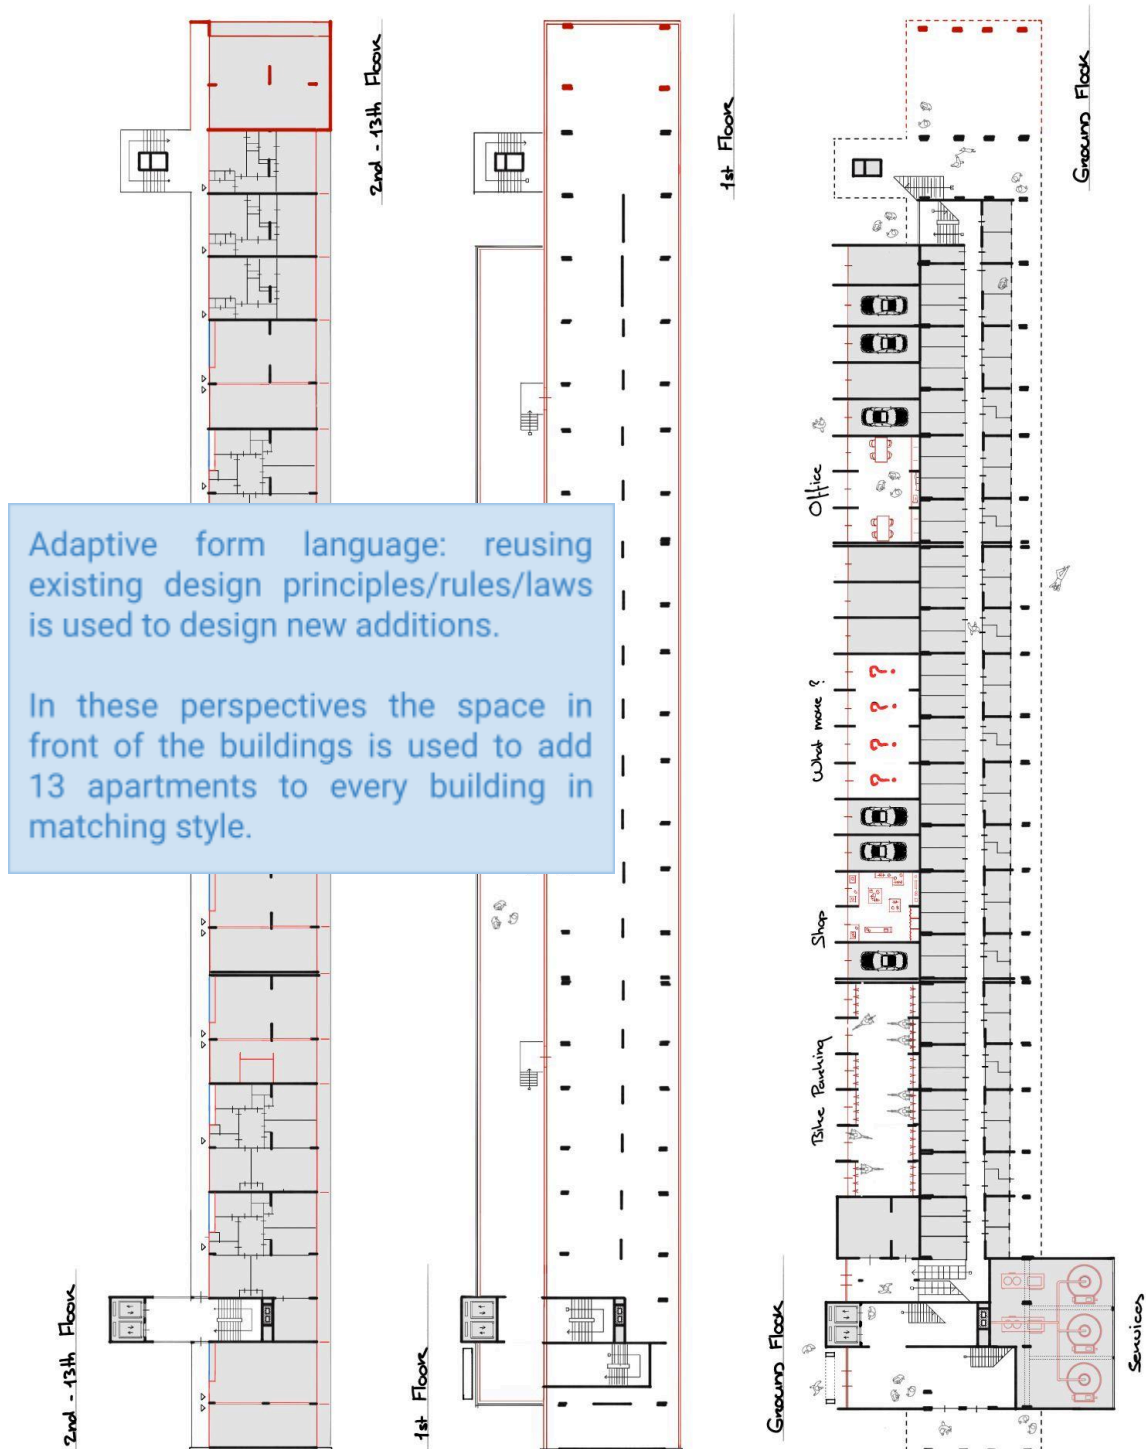 2nd - 13th Floor
1st Floor
Ground Floor
Office
Adaptive form language: reusing
existing design principles/rules/laws
is used to design new additions.
In these perspectives the space in
front of the buildings is used to add
13 apartments to every building in
matching style.
What more ?
? ? ? ?
Shop
Bike Parking
2nd - 13th Floor
1st Floor
Ground Floor
Services